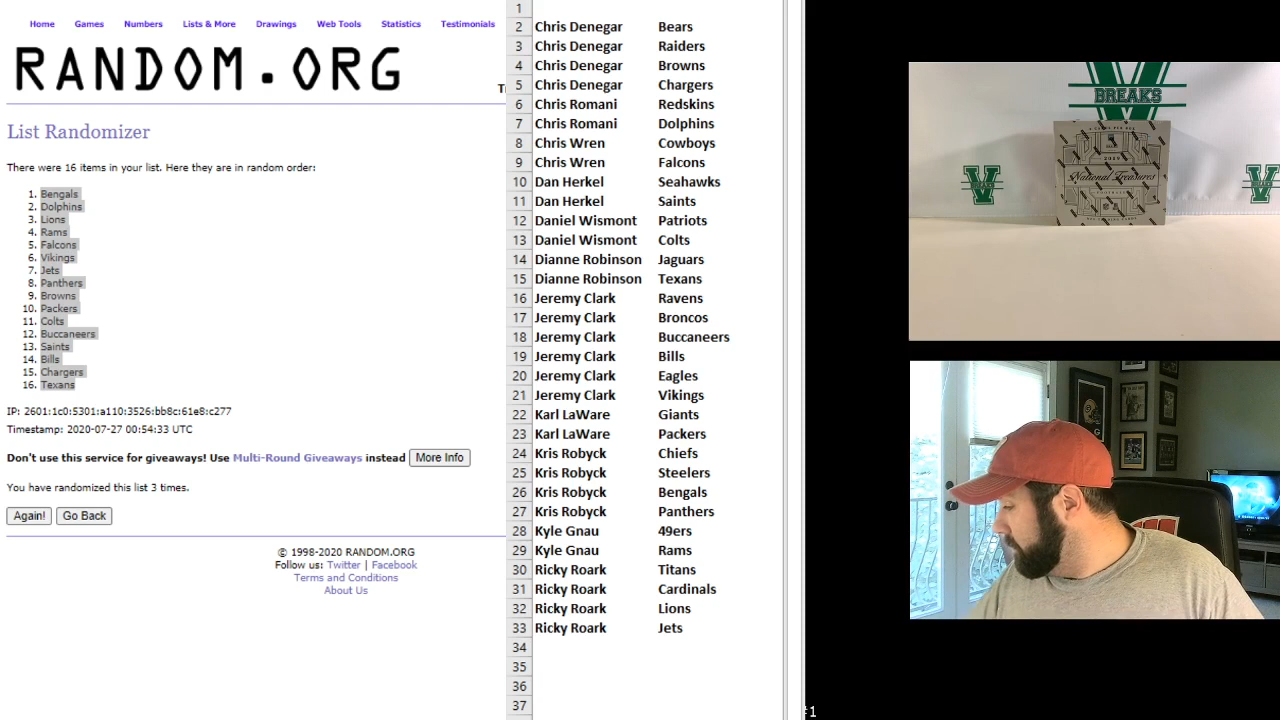 Home Games Numbers Lists & More Drawings Web Tools Statistics Testimonials
RANDOM.ORG
List Randomizer
There were 16 items in your list. Here they are in random order:
1. Bengals
2. Dolphins
3. Lions
4. Rams
5. Falcons
6. Vikings
7. Jets
8. Panthers
9. Browns
10. Packers
11. Colts
12. Buccaneers
13. Saints
14. Bills
15. Chargers
16. Texans
IP: 2601:1c0:5301:a110:3526:bb8c:61e8:c277
Timestamp: 2020-07-27 00:54:33 UTC
Don't use this service for giveaways! Use Multi-Round Giveaways instead More Info
You have randomized this list 3 times.
Again! Go Back
© 1998-2020 RANDOM.ORG
Follow us: Twitter | Facebook
Terms and Conditions
About Us
1
2 Chris Denegar Bears
3 Chris Denegar Raiders
4 Chris Denegar Browns
5 Chris Denegar Chargers
6 Chris Romani Redskins
7 Chris Romani Dolphins
8 Chris Wren Cowboys
9 Chris Wren Falcons
10 Dan Herkel Seahawks
11 Dan Herkel Saints
12 Daniel Wismont Patriots
13 Daniel Wismont Colts
14 Dianne Robinson Jaguars
15 Dianne Robinson Texans
16 Jeremy Clark Ravens
17 Jeremy Clark Broncos
18 Jeremy Clark Buccaneers
19 Jeremy Clark Bills
20 Jeremy Clark Eagles
21 Jeremy Clark Vikings
22 Karl LaWare Giants
23 Karl LaWare Packers
24 Kris Robyck Chiefs
25 Kris Robyck Steelers
26 Kris Robyck Bengals
27 Kris Robyck Panthers
28 Kyle Gnau 49ers
29 Kyle Gnau Rams
30 Ricky Roark Titans
31 Ricky Roark Cardinals
32 Ricky Roark Lions
33 Ricky Roark Jets
34
35
36
37
V
BREAKS
2020
National Treasures
FOOTBALL
V
BREAKS
V